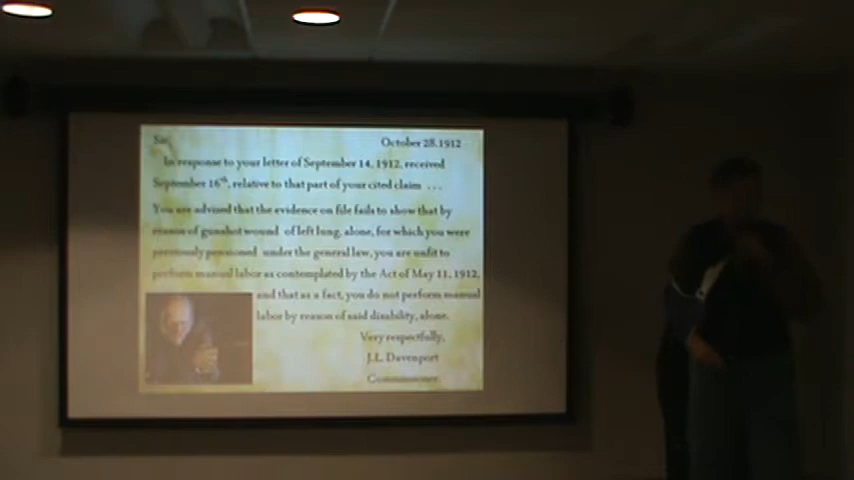 Sir, October 28, 1912
In response to your letter of September 14, 1912, received
September 16th, relative to that part of your cited claim ...
You are advised that the evidence on file fails to show that by
reason of gunshot wound of left lung, alone, for which you were
previously pensioned under the general law, you are unfit to
perform manual labor as contemplated by the Act of May 11, 1912,
and that as a fact, you do not perform manual
labor by reason of said disability, alone.
Very respectfully,
J.L. Davenport
Commissioner